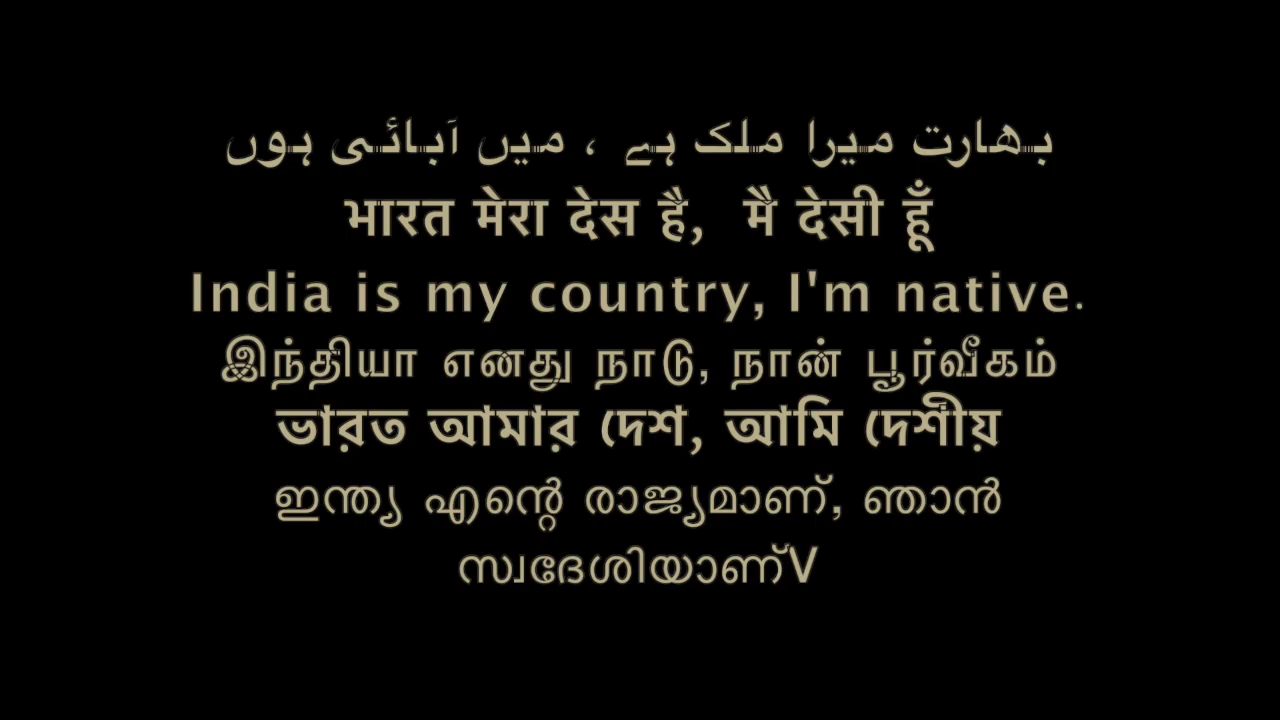 بھارت میرا ملک ہے ، میں آبائی ہوں
भारत मेरा देस है, मै देसी हूँ
India is my country, I'm native.
இந்தியா எனது நாடு, நான் பூர்வீகம்
ভারত আমার দেশ, আমি দেশীয়
ഇന്ത്യ എന്റെ രാജ്യമാണ്, ഞാൻ
സ്വദേശിയാണ്V